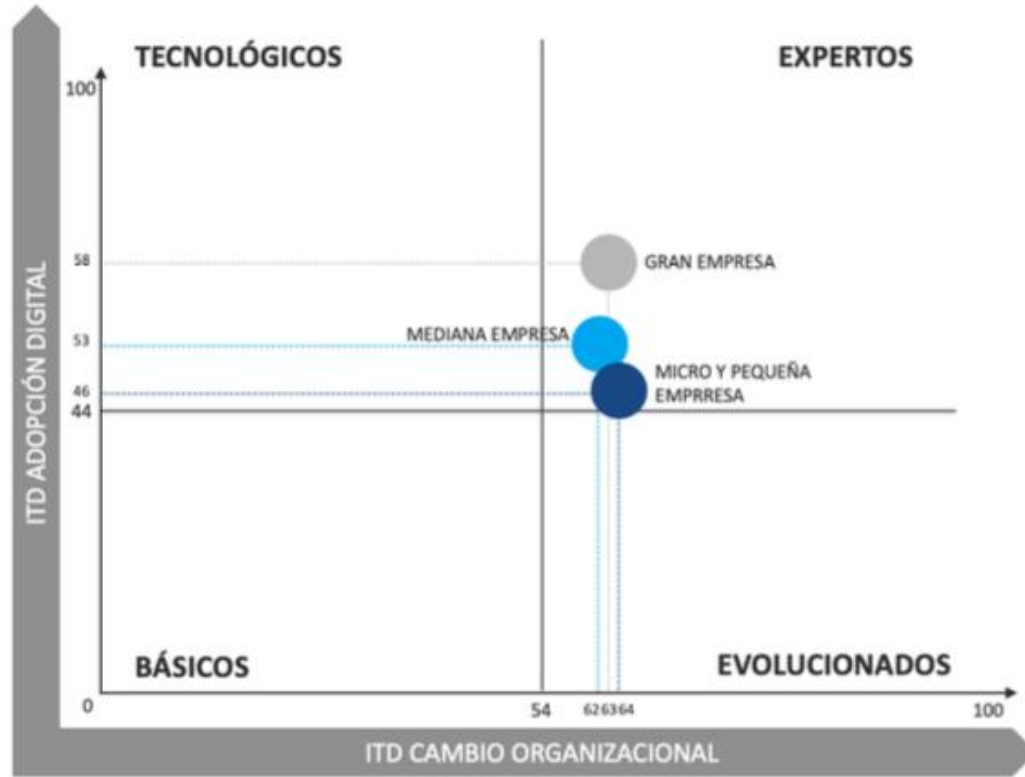 TECNOLÓGICOS
EXPERTOS
100
58
GRAN EMPRESA
MEDIANA EMPRESA
53
MICRO Y PEQUEÑA
EMPRRESA
46
44
ITD ADOPCIÓN DIGITAL
BÁSICOS
EVOLUCIONADOS
0
54
62
63
64
100
ITD CAMBIO ORGANIZACIONAL